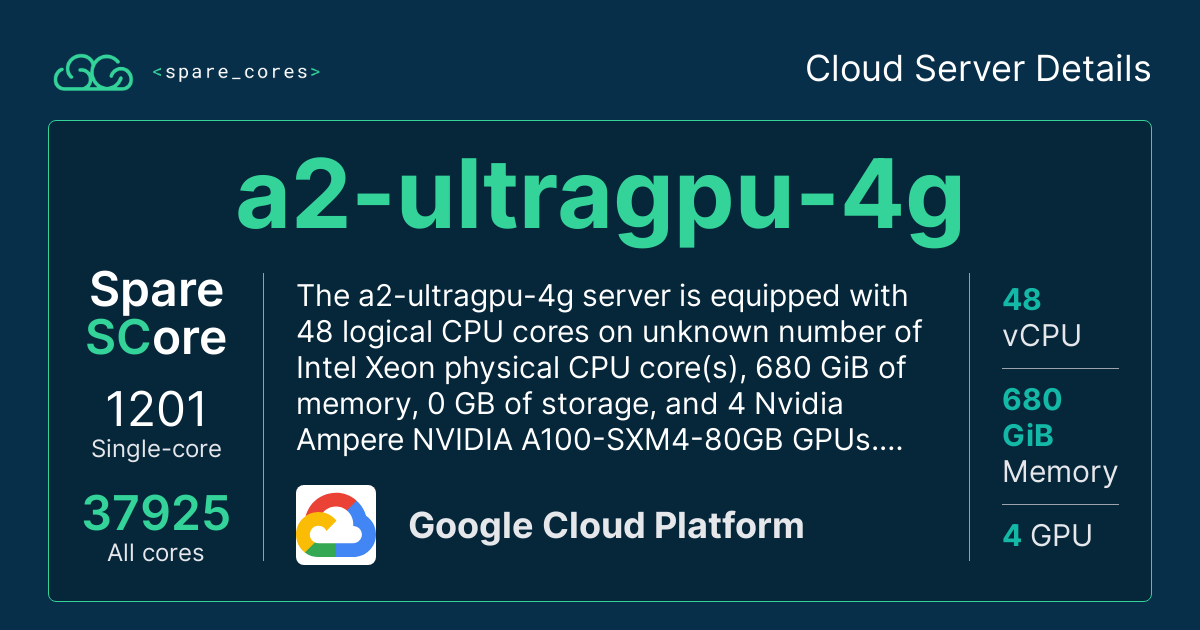 <spare_cores>
Cloud Server Details
a2-ultragpu-4g
Spare
SCore
1201
Single-core
37925
All cores
The a2-ultragpu-4g server is equipped with
48 logical CPU cores on unknown number of
Intel Xeon physical CPU core(s), 680 GiB of
memory, 0 GB of storage, and 4 Nvidia
Ampere NVIDIA A100-SXM4-80GB GPUs....
Google Cloud Platform
48
vCPU
680
GiB
Memory
4 GPU